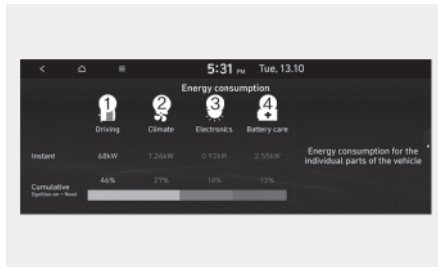 5:31 PM Tue, 13.10
Energy consumption
1 2 3 4
Driving Climate Electronics Battery care
Instant 68kW 1.26kW 0.92kW 2.55kW
Energy consumption for the
individual parts of the vehicle
Cumulative 46% 27% 14% 13%
(Ignition on ~ Now)